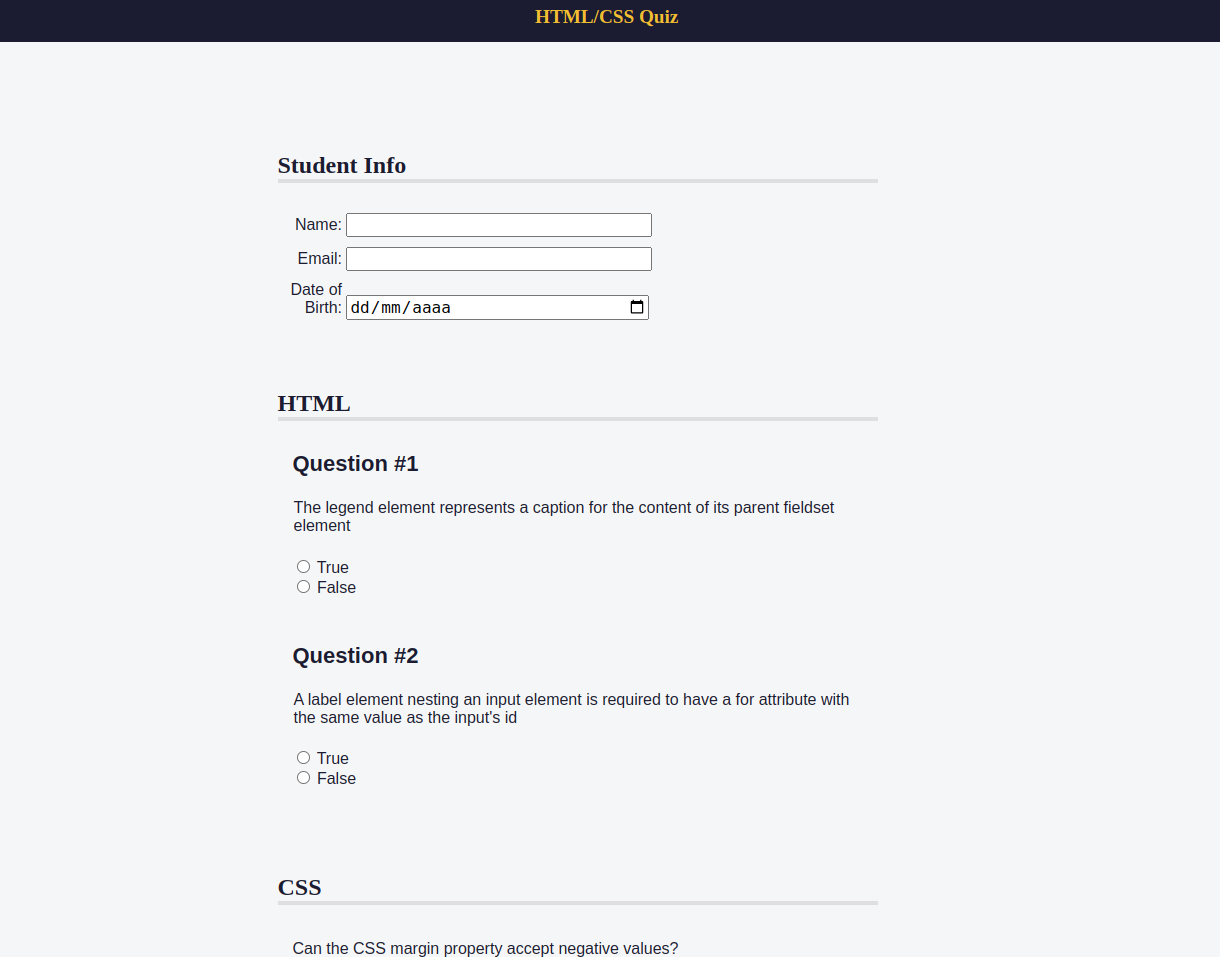 HTML/CSS Quiz
Student Info
Name:
Email:
Date of
Birth: dd/mm/aaaa
HTML
Question #1
The legend element represents a caption for the content of its parent fieldset
element
True
False
Question #2
A label element nesting an input element is required to have a for attribute with
the same value as the input's id
True
False
CSS
Can the CSS margin property accept negative values?